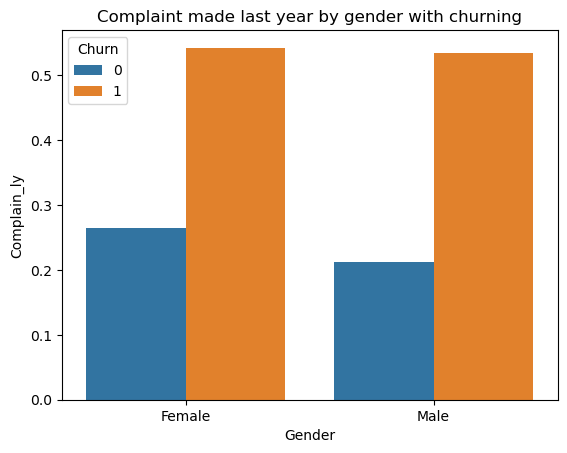 Complaint made last year by gender with churning
Churn
0
1
Complain_ly
0.5
0.4
0.3
0.2
0.1
0.0
Female
Male
Gender